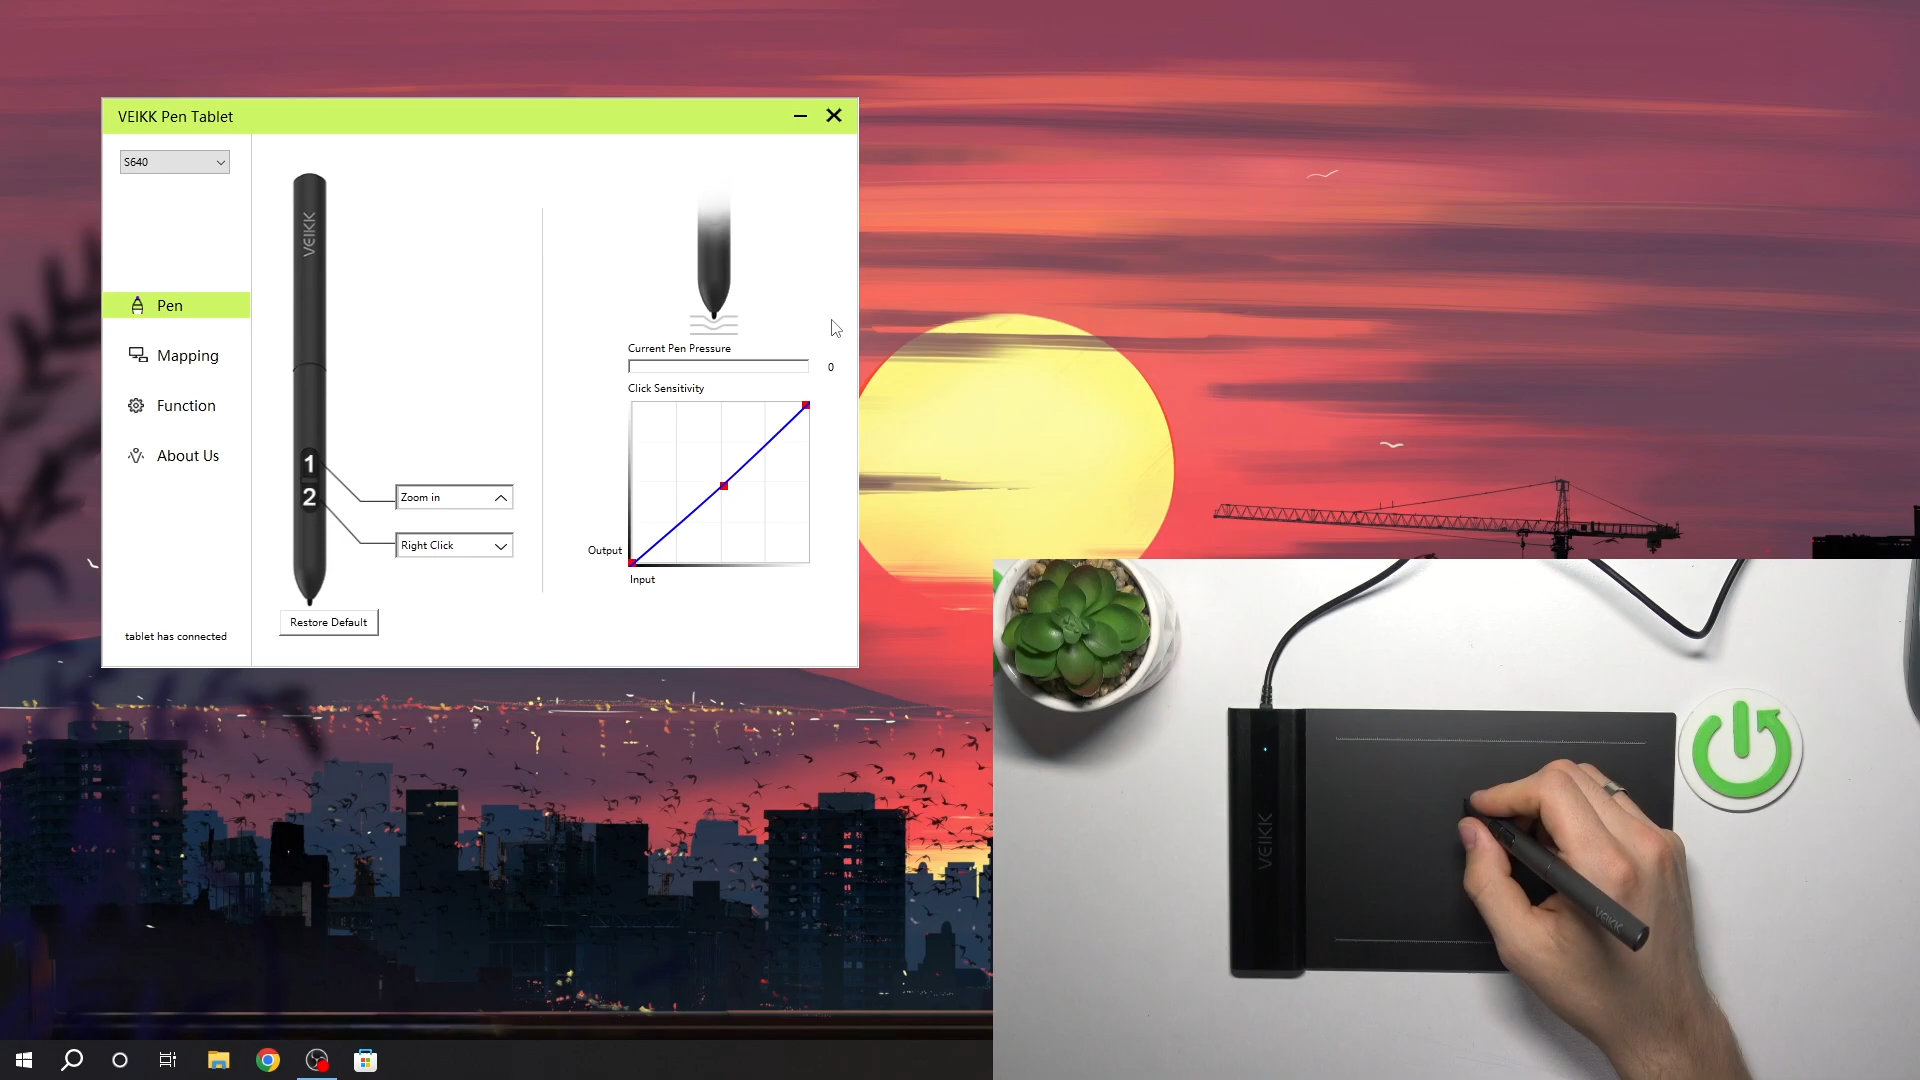 VEIKK Pen Tablet
S640
Pen
Mapping
Function
About Us
tablet has connected
VEIKK
1
2
Zoom in
Right Click
Restore Default
Current Pen Pressure
0
Click Sensitivity
Output
Input
VEIKK
VEIKK